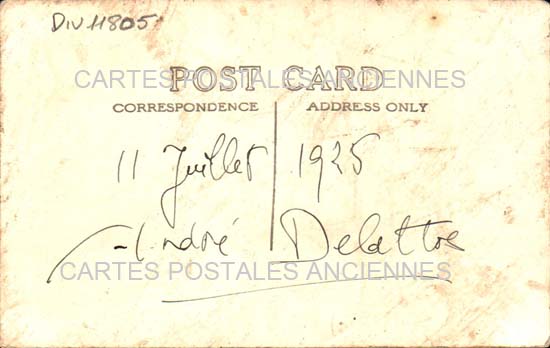 Div 11805
POST CARD
CARTES POSTALES ANCIENNES
CORRESPONDENCE ADDRESS ONLY
11 Juillet 1925
André Delattre
CARTES POSTALES ANCIENNES